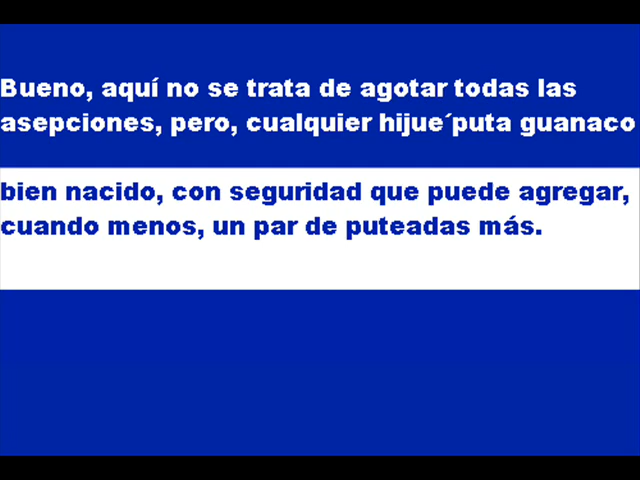 Bueno, aquí no se trata de agotar todas las
asepciones, pero, cualquier hijue´puta guanaco
bien nacido, con seguridad que puede agregar,
cuando menos, un par de puteadas más.